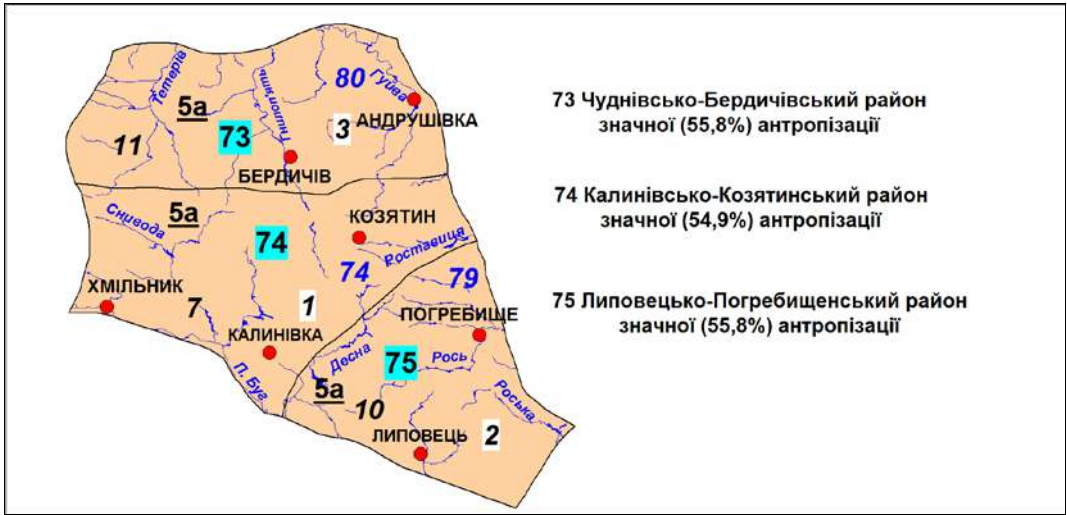 80
Гуйва
Тетерів
5а
Гнилоп'ять
3
АНДРУШІВКА
11
73
БЕРДИЧІВ
5а
Снивода
74
КОЗЯТИН
Роставиця
74
79
ХМІЛЬНИК
7
1
ПОГРЕБИЩЕ
КАЛИНІВКА
Десна
75
Рось
П. Буг
5а
10
Роська
ЛИПОВЕЦЬ
2
73 Чуднівсько-Бердичівський район
значної (55,8%) антропізації
74 Калинівсько-Козятинський район
значної (54,9%) антропізації
75 Липовецько-Погребищенський район
значної (55,8%) антропізації